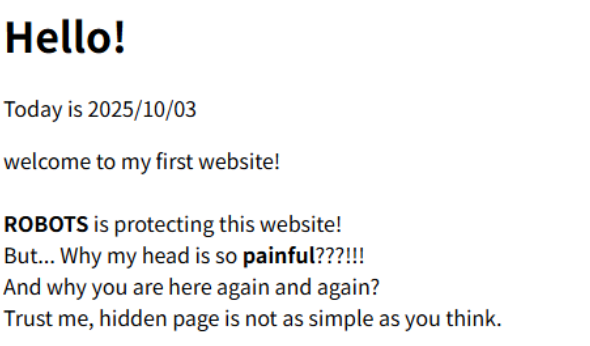 Hello!
Today is 2025/10/03
welcome to my first website!
ROBOTS is protecting this website!
But... Why my head is so painful???!!!
And why you are here again and again?
Trust me, hidden page is not as simple as you think.